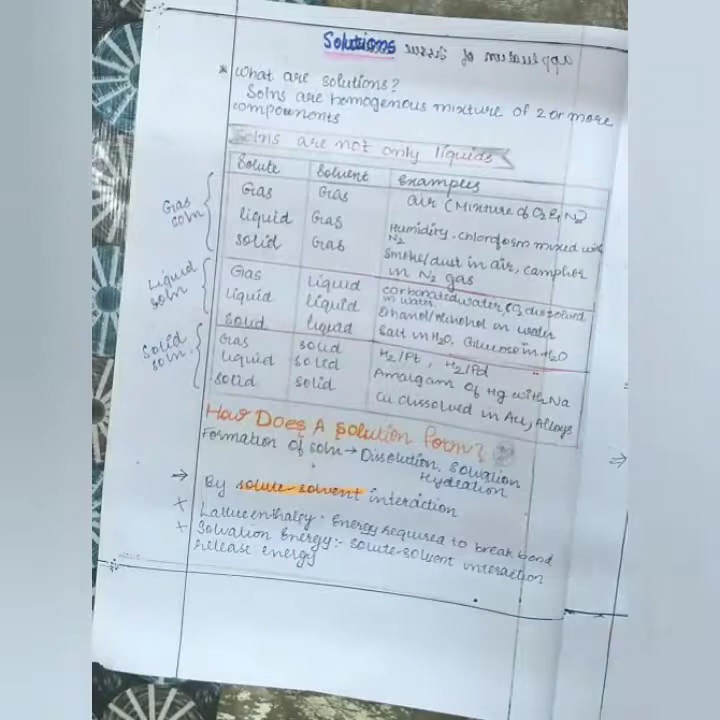 Solutions
* What are solutions?
Solns are homogenous mixture of 2 or more
compounents
Solns are not only liquids
Solute Solvent Examples
Gas soln
Gas Gas air (Mixture of O2 & N2)
liquid Gas Humidity, chloroform mixed with N2
solid Gas Smoke/dust in air, camphor in N2 gas
Liquid soln
Gas liquid carbonated water, CO2 dissolved in water
liquid liquid Ethanol/Methanol in water
solid liquid Salt in H2O, Glucose in H2O
Solid soln.
Gas solid H2/Pt, H2/Pd
liquid solid Amalgam of Hg with Na
solid solid Cu dissolved in Au, Alloys
How Does A Solution form?
Formation of soln → Dissolution, Solvation
Hydration
→ By solute-solvent interaction
+ Lattice enthalpy : Energy required to break bond
+ Solvation Energy :- solute-solvent interaction
release energy